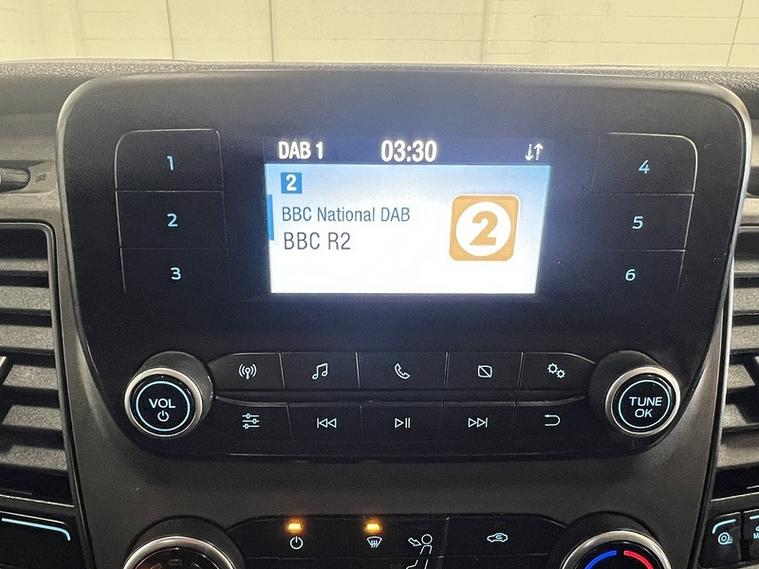 DAB 1 03:30
2
BBC National DAB
BBC R2
2
1
2
3
4
5
6
VOL
TUNE
OK